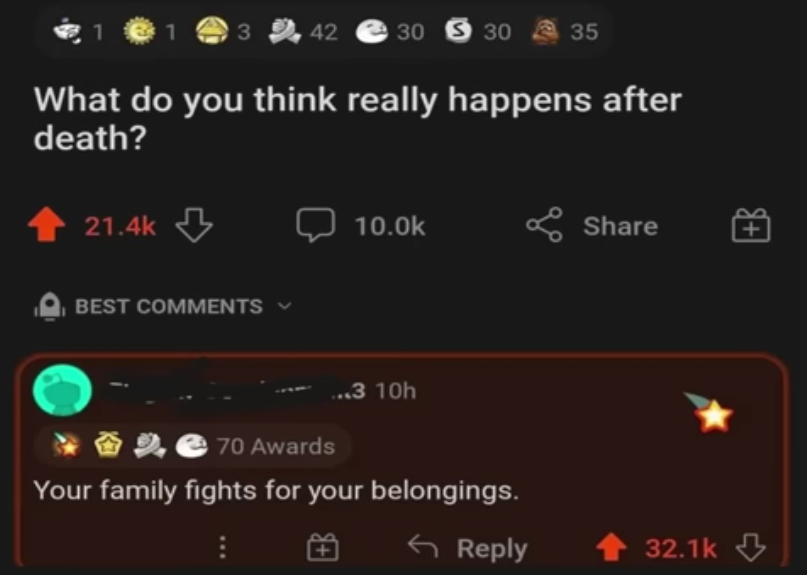 1 1 3 42 30 S 30 35
What do you think really happens after
death?
21.4k 10.0k Share
BEST COMMENTS
...3 10h
70 Awards
Your family fights for your belongings.
Reply 32.1k